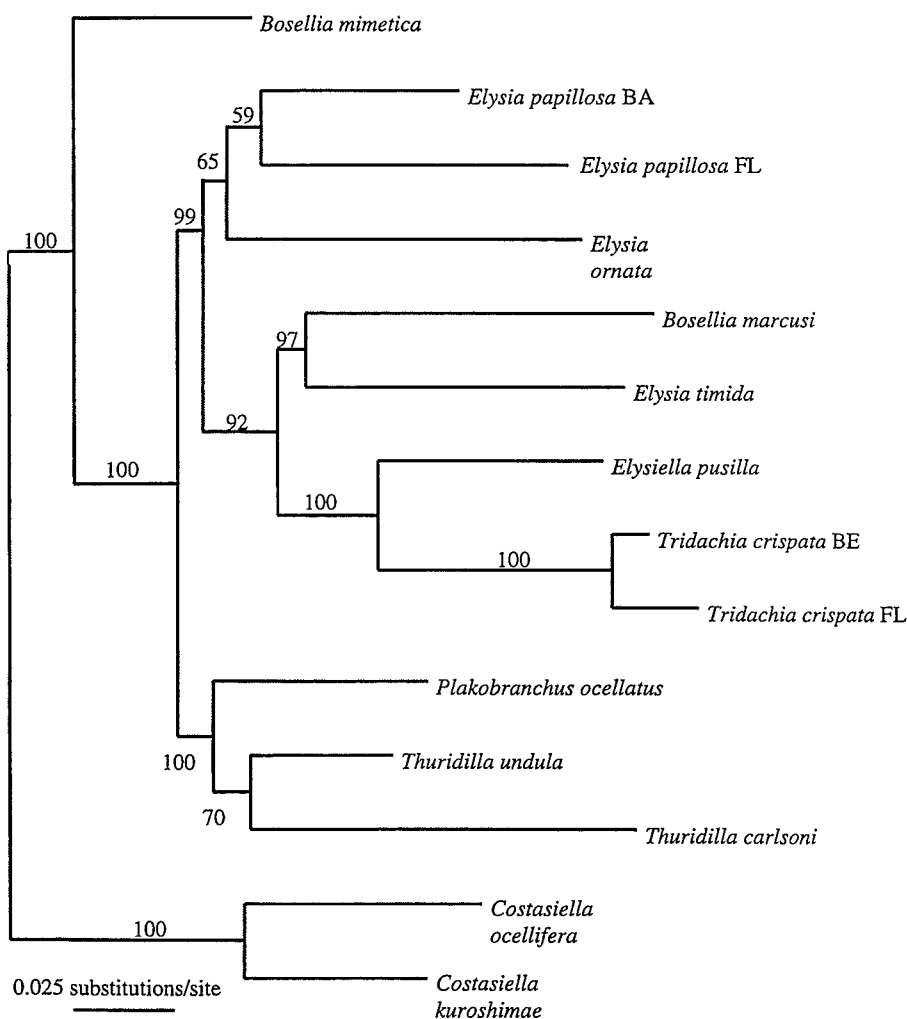 Bosellia mimetica
Elysia papillosa BA
59
Elysia papillosa FL
65
99
Elysia
ornata
100
Bosellia marcusi
97
Elysia timida
92
Elysiella pusilla
100
100
Tridachia crispata BE
100
Tridachia crispata FL
Plakobranchus ocellatus
100
Thuridilla undula
70
Thuridilla carlsoni
Costasiella
ocellifera
100
Costasiella
kuroshimae
0.025 substitutions/site